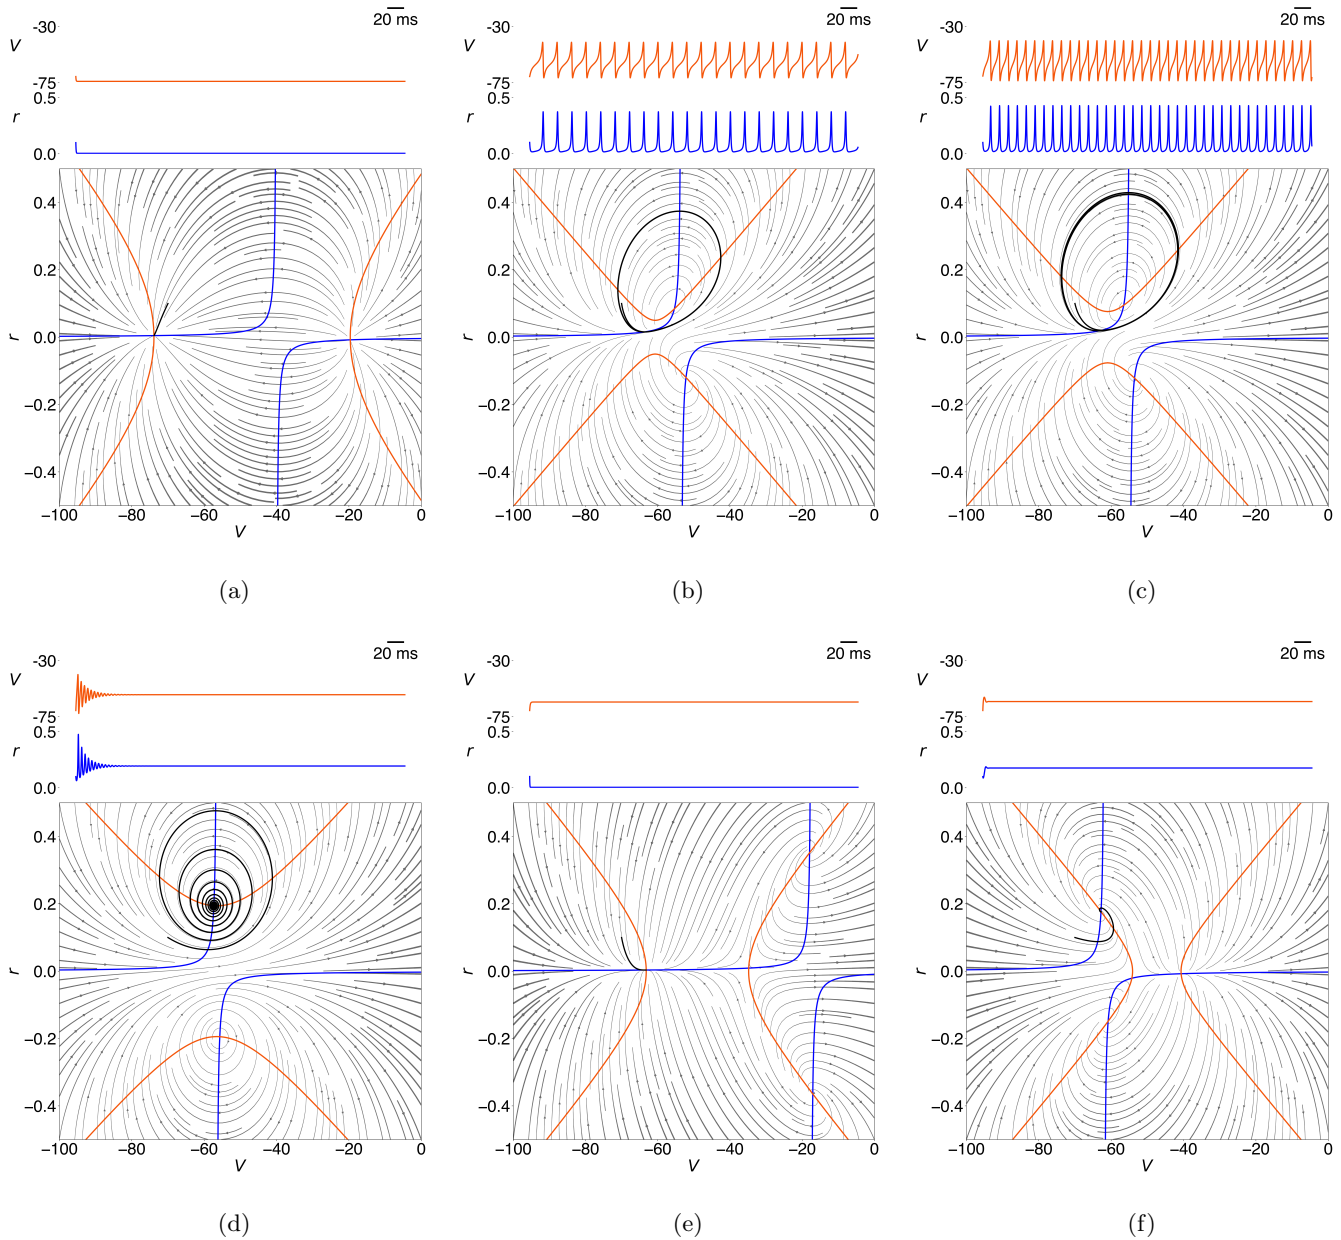 20 ms 20 ms 20 ms
-30 -30 -30
V V V
-75 -75 -75
0.5 0.5 0.5
r r r
0.0 0.0 0.0
0.4 0.4 0.4
0.2 0.2 0.2
r 0.0 r 0.0 r 0.0
−0.2 −0.2 −0.2
−0.4 −0.4 −0.4
−100 −80 −60 −40 −20 0 −100 −80 −60 −40 −20 0 −100 −80 −60 −40 −20 0
V V V
(a) (b) (c)
20 ms 20 ms 20 ms
-30 -30 -30
V V V
-75 -75 -75
0.5 0.5 0.5
r r r
0.0 0.0 0.0
0.4 0.4 0.4
0.2 0.2 0.2
r 0.0 r 0.0 r 0.0
−0.2 −0.2 −0.2
−0.4 −0.4 −0.4
−100 −80 −60 −40 −20 0 −100 −80 −60 −40 −20 0 −100 −80 −60 −40 −20 0
V V V
(d) (e) (f)